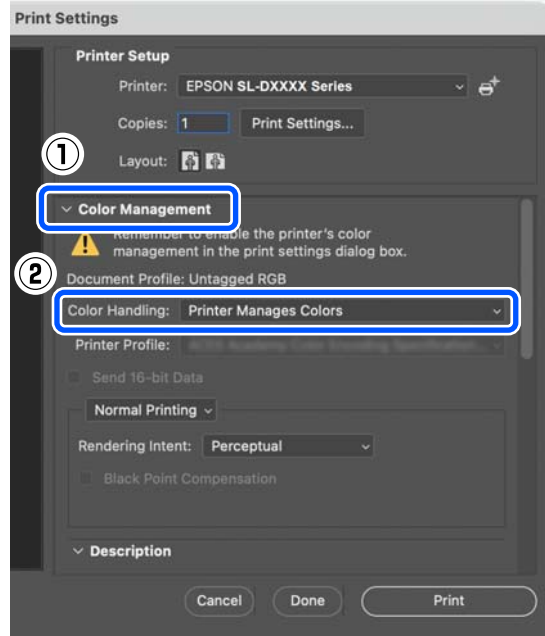 Print Settings
Printer Setup
Printer: EPSON SL-DXXXX Series
Copies: 1 Print Settings...
①
Layout:
Color Management
Remember to enable the printer's color
management in the print settings dialog box.
②
Document Profile: Untagged RGB
Color Handling: Printer Manages Colors
Printer Profile:
Send 16-bit Data
Normal Printing
Rendering Intent: Perceptual
Black Point Compensation
Description
Cancel Done Print